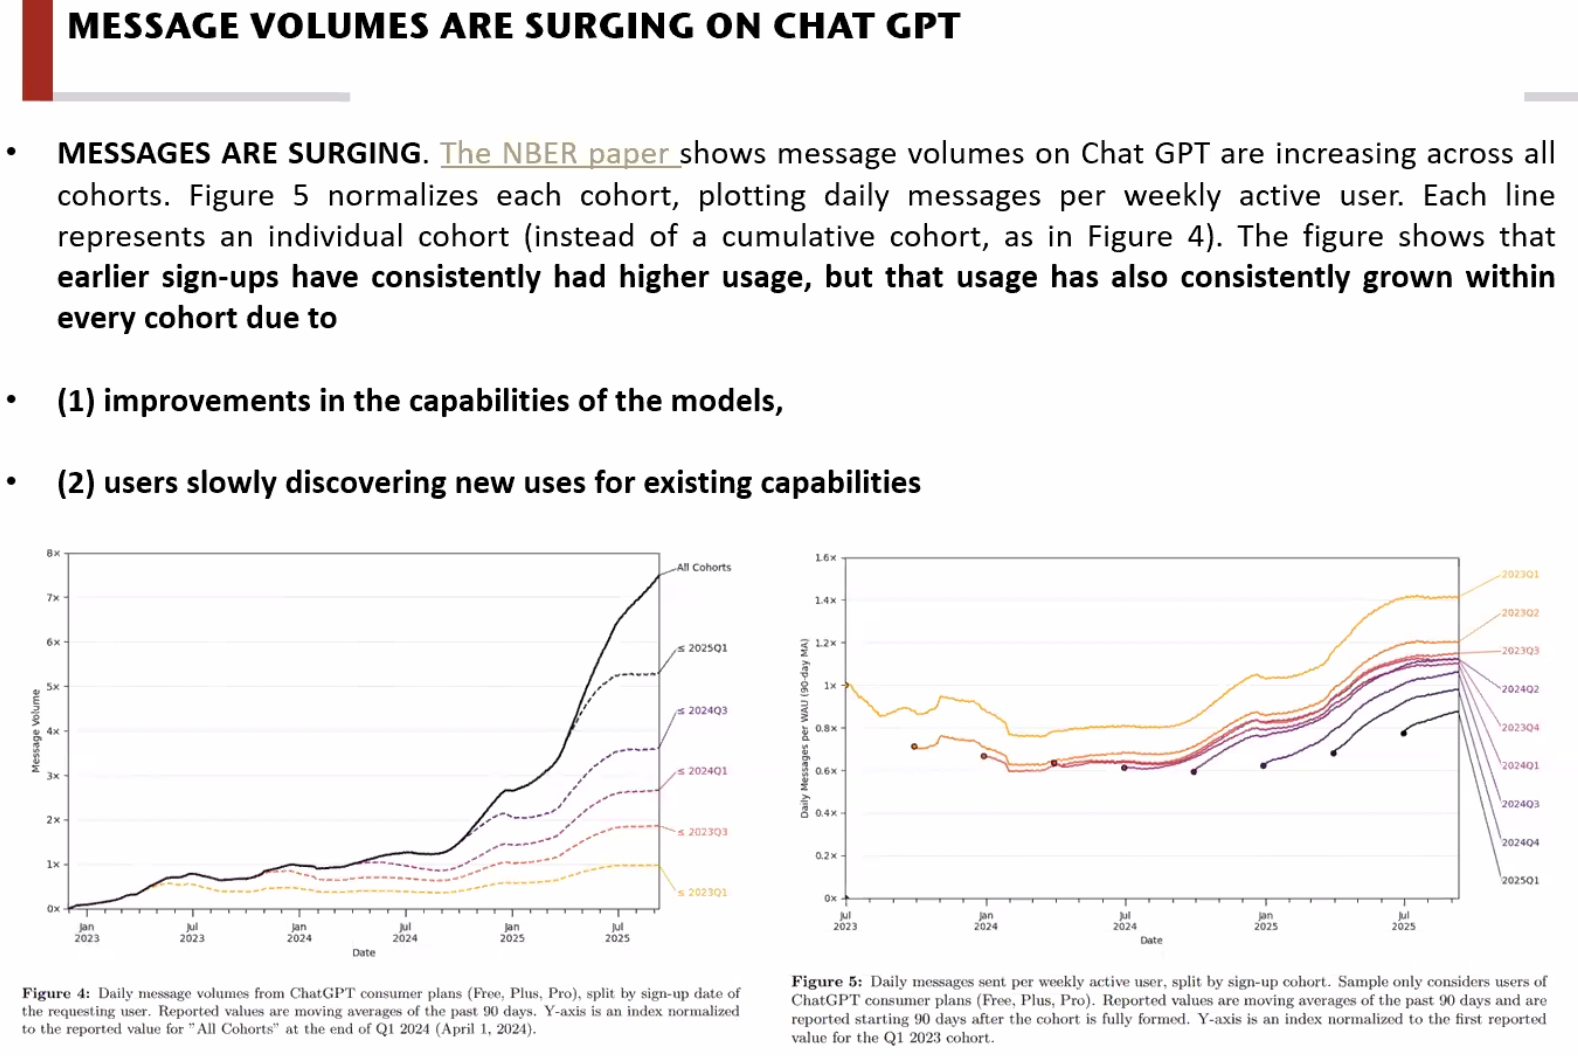 MESSAGE VOLUMES ARE SURGING ON CHAT GPT
• MESSAGES ARE SURGING. The NBER paper shows message volumes on Chat GPT are increasing across all
cohorts. Figure 5 normalizes each cohort, plotting daily messages per weekly active user. Each line
represents an individual cohort (instead of a cumulative cohort, as in Figure 4). The figure shows that
earlier sign-ups have consistently had higher usage, but that usage has also consistently grown within
every cohort due to
• (1) improvements in the capabilities of the models,
• (2) users slowly discovering new uses for existing capabilities
Message Volume
8×
7×
6×
5×
4×
3×
2×
1×
0×
Jan
2023
Jul
2023
Jan
2024
Jul
2024
Jan
2025
Jul
2025
Date
All Cohorts
≤ 2025Q1
≤ 2024Q3
≤ 2024Q1
≤ 2023Q3
≤ 2023Q1
Figure 4: Daily message volumes from ChatGPT consumer plans (Free, Plus, Pro), split by sign-up date of
the requesting user. Reported values are moving averages of the past 90 days. Y-axis is an index normalized
to the reported value for "All Cohorts" at the end of Q1 2024 (April 1, 2024).
Daily Messages per WAU (90-day MA)
1.6×
1.4×
1.2×
1×
0.8×
0.6×
0.4×
0.2×
0×
Jul
2023
Jan
2024
Jul
2024
Jan
2025
Jul
2025
Date
2023Q1
2023Q2
2023Q3
2024Q2
2023Q4
2024Q1
2024Q3
2024Q4
2025Q1
Figure 5: Daily messages sent per weekly active user, split by sign-up cohort. Sample only considers users of
ChatGPT consumer plans (Free, Plus, Pro). Reported values are moving averages of the past 90 days and are
reported starting 90 days after the cohort is fully formed. Y-axis is an index normalized to the first reported
value for the Q1 2023 cohort.